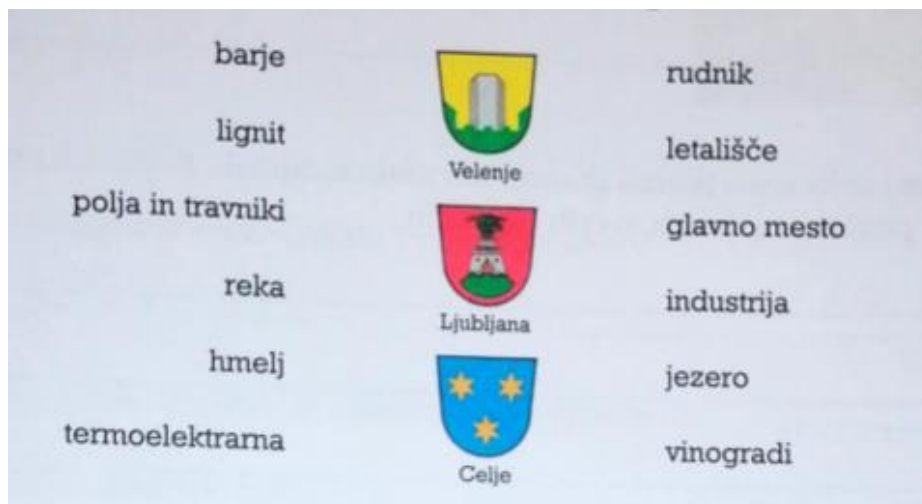 barje
lignit
polja in travniki
reka
hmelj
termoelektrarna
Velenje
Ljubljana
Celje
rudnik
letališče
glavno mesto
industrija
jezero
vinogradi